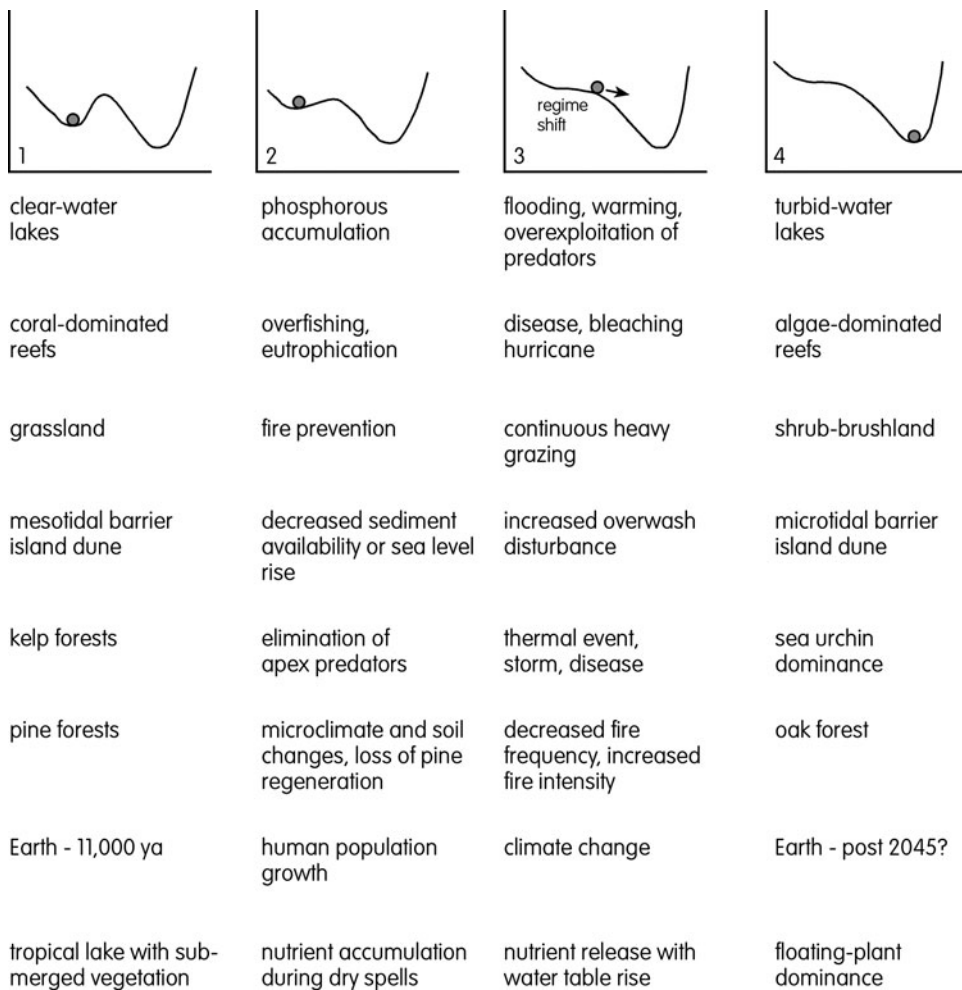 1
2
regime
shift
3
4
clear-water
lakes
phosphorous
accumulation
flooding, warming,
overexploitation of
predators
turbid-water
lakes
coral-dominated
reefs
overfishing,
eutrophication
disease, bleaching
hurricane
algae-dominated
reefs
grassland
fire prevention
continuous heavy
grazing
shrub-brushland
mesotidal barrier
island dune
decreased sediment
availability or sea level
rise
increased overwash
disturbance
microtidal barrier
island dune
kelp forests
elimination of
apex predators
thermal event,
storm, disease
sea urchin
dominance
pine forests
microclimate and soil
changes, loss of pine
regeneration
decreased fire
frequency, increased
fire intensity
oak forest
Earth - 11,000 ya
human population
growth
climate change
Earth - post 2045?
tropical lake with sub-
merged vegetation
nutrient accumulation
during dry spells
nutrient release with
water table rise
floating-plant
dominance